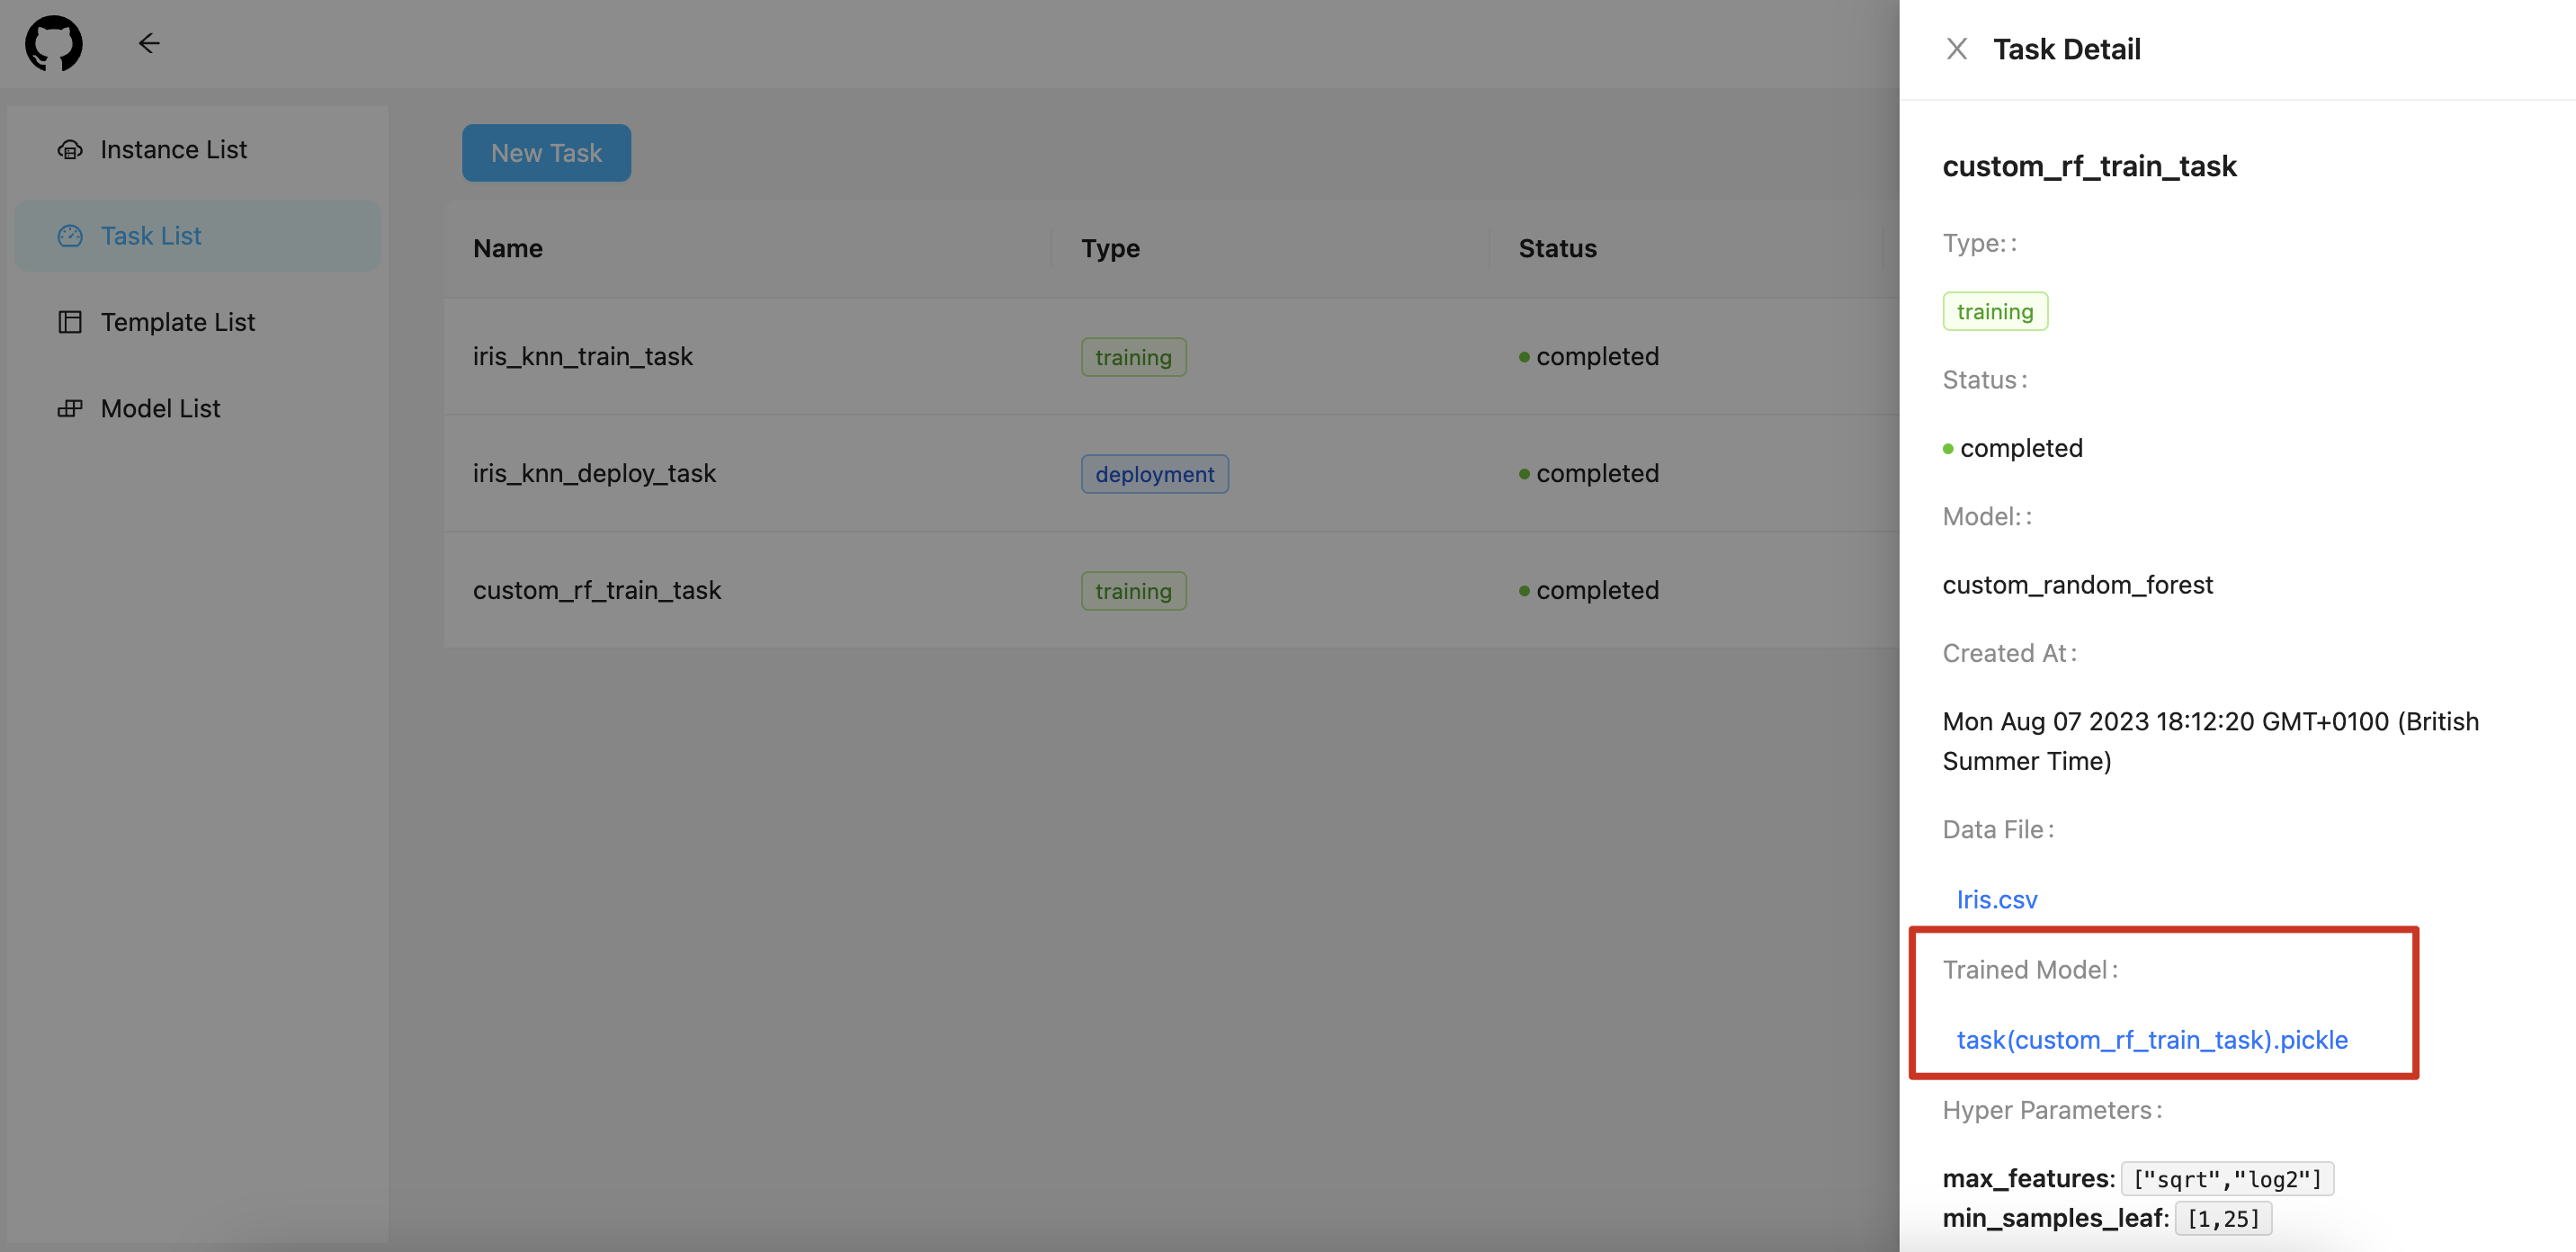 Instance List
Task List
Template List
Model List
New Task
Name Type Status
iris_knn_train_task training completed
iris_knn_deploy_task deployment completed
custom_rf_train_task training completed
Task Detail
custom_rf_train_task
Type: :
training
Status :
completed
Model: :
custom_random_forest
Created At :
Mon Aug 07 2023 18:12:20 GMT+0100 (British
Summer Time)
Data File :
Iris.csv
Trained Model :
task(custom_rf_train_task).pickle
Hyper Parameters :
max_features: ["sqrt","log2"]
min_samples_leaf: [1,25]